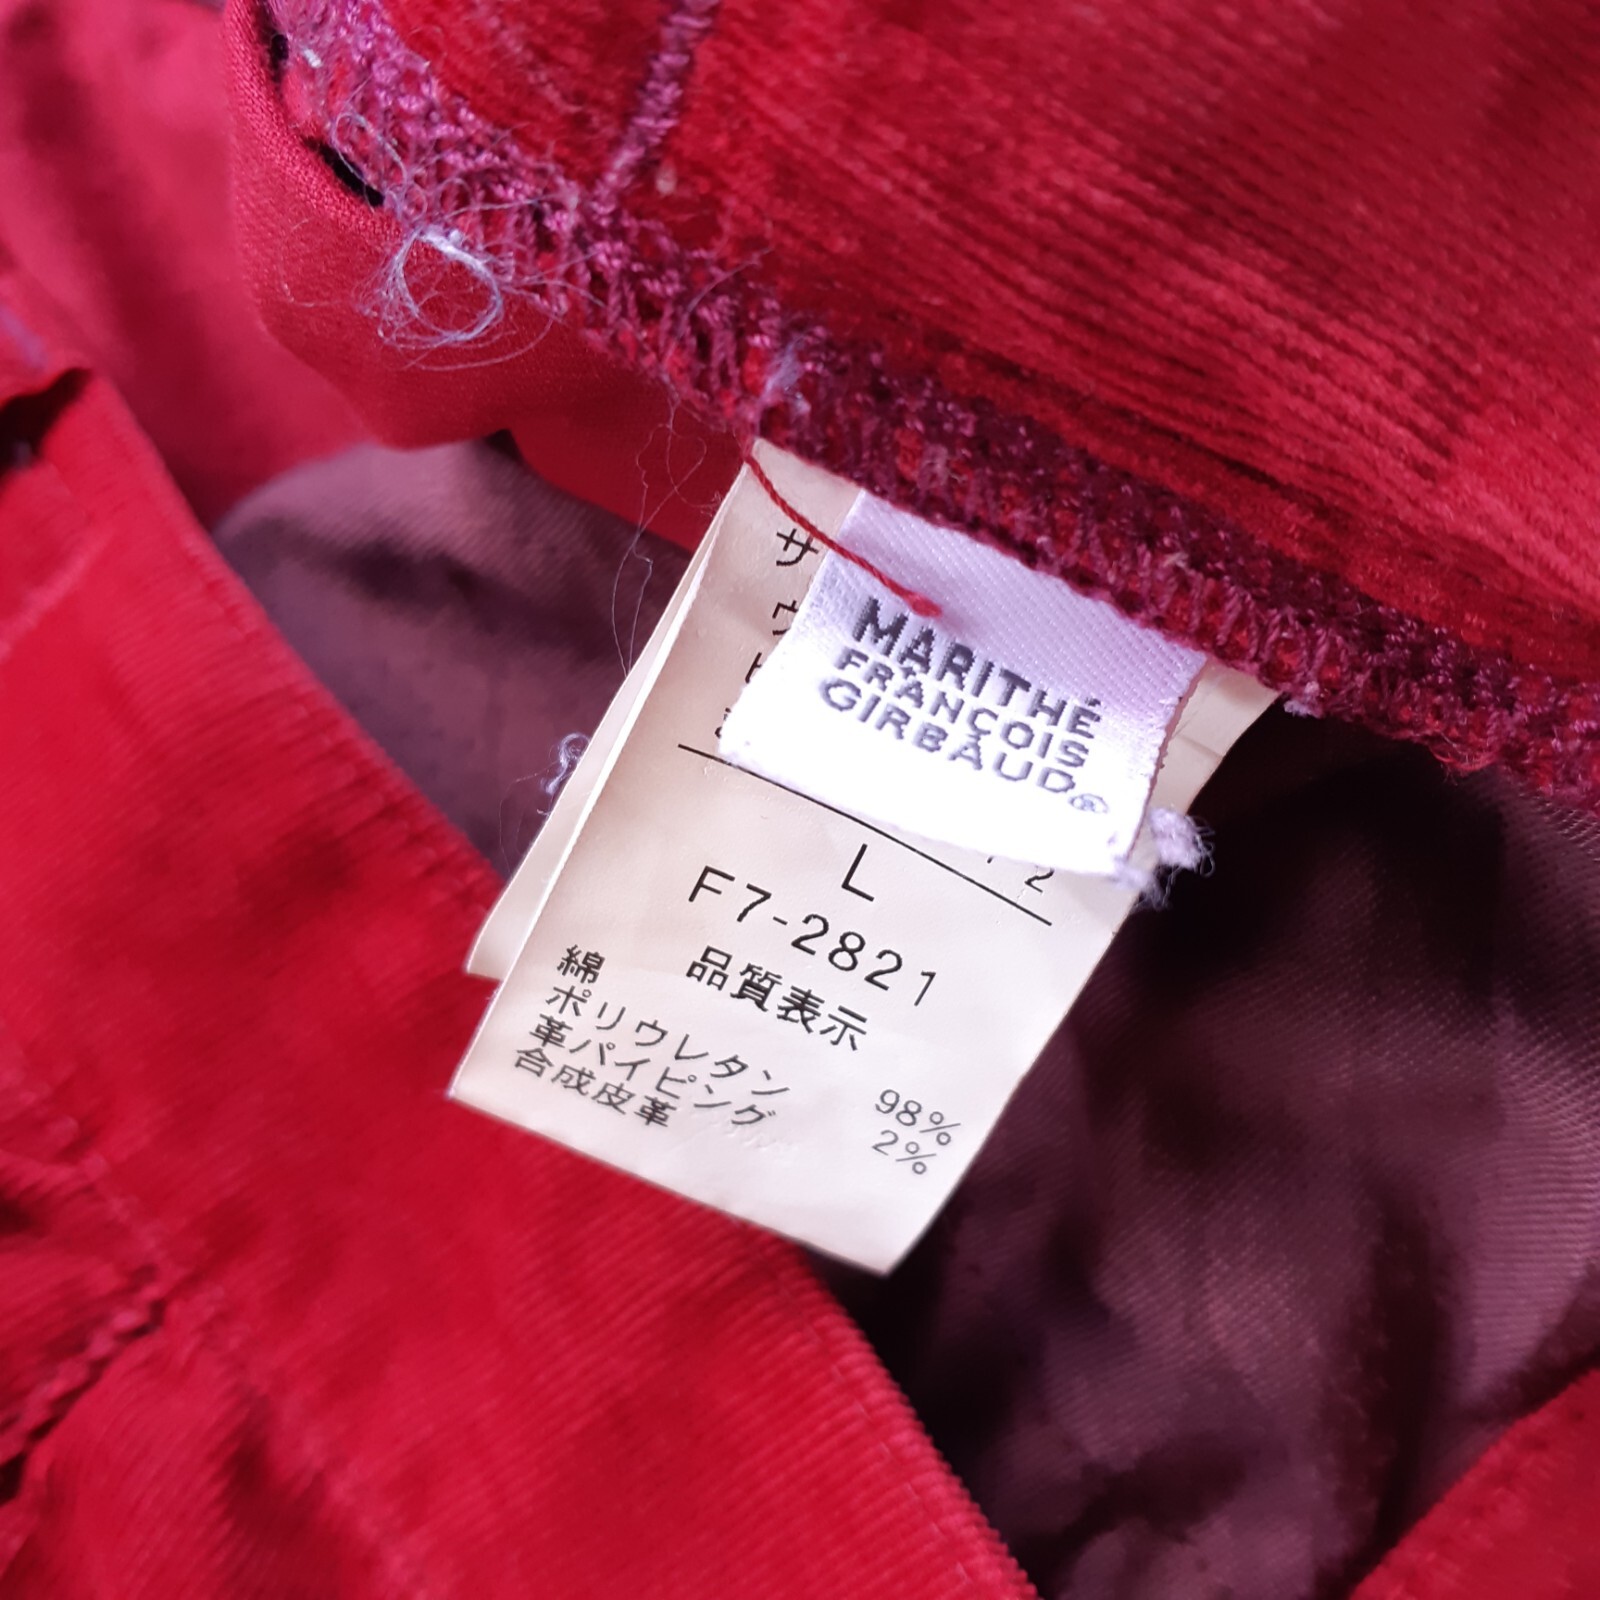 MARITHÉ
FRANÇOIS
GIRBAUD®
サ
L
F7-2821
品質表示
綿 98%
ポリウレタン 2%
革パイピング
合成皮革